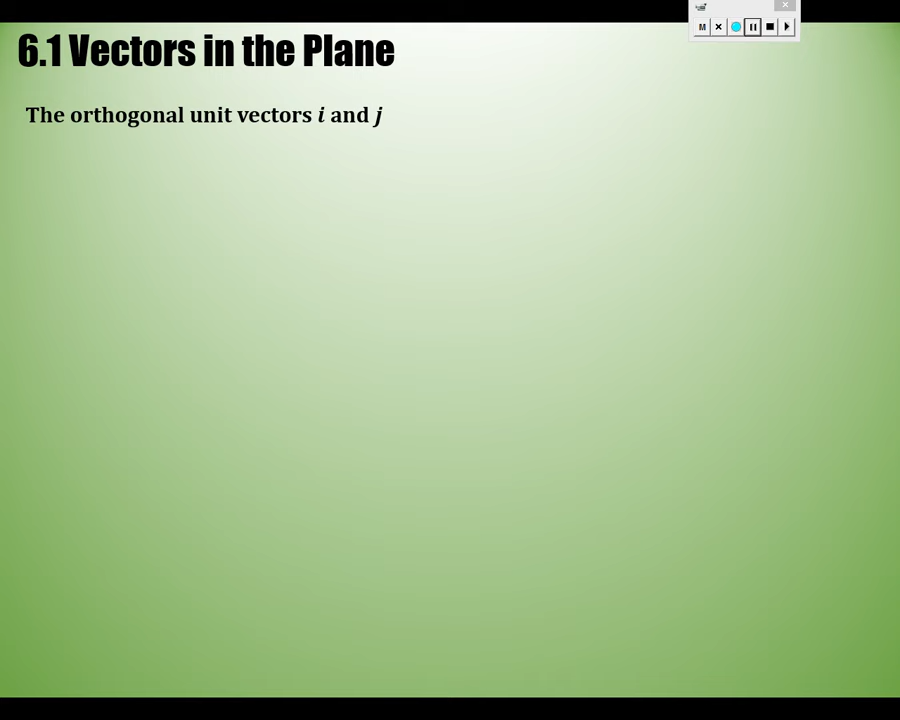 6.1 Vectors in the Plane
The orthogonal unit vectors i and j
M